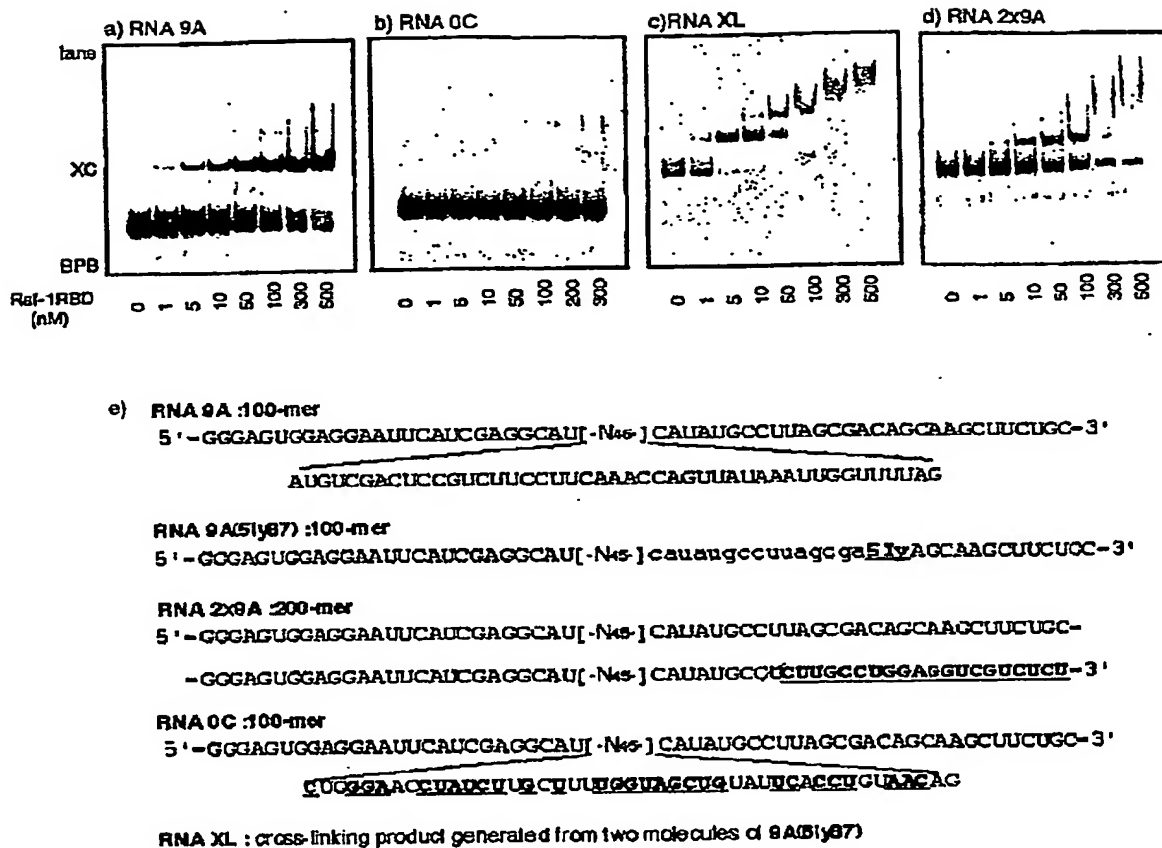 a) RNA 9A
b) RNA 0C
c) RNA XL
d) RNA 2x9A
lane
XC
BPB
Raf-1RBD
(nM)
0 1 5 10 50 100 300 500
0 1 5 10 50 100 200 300
0 1 5 10 50 100 300 500
0 1 5 10 50 100 300 500
e) RNA 9A :100-mer
5'-GGGAGUGGAGGAAUUCAUCGAGGCAU[-N45-]CAUAUGCCUUAGCGACAGCAAGCUUCUGC-3'
AUGUCGACUCCGUCUUCCUUCAAACCAGUUAUAAAUUGGUUUUAG
RNA 9A(5Iy87) :100-mer
5'-GGGAGUGGAGGAAUUCAUCGAGGCAU[-N45-]cauaugccuuagcga5IyAGCAAGCUUCUGC-3'
RNA 2x9A :200-mer
5'-GGGAGUGGAGGAAUUCAUCGAGGCAU[-N45-]CAUAUGCCUUAGCGACAGCAAGCUUCUGC-
-GGGAGUGGAGGAAUUCAUCGAGGCAU[-N45-]CAUAUGCCUCUUGCCUGGAGGUCGUCUCU-3'
RNA 0C :100-mer
5'-GGGAGUGGAGGAAUUCAUCGAGGCAU[-N45-]CAUAUGCCUUAGCGACAGCAAGCUUCUGC-3'
CUGGGAACCUAUCUUGCUUUUGGUAGCUGUAUUCACCUGUAACAG
RNA XL : cross-linking product generated from two molecules of 9A(5Iy87)